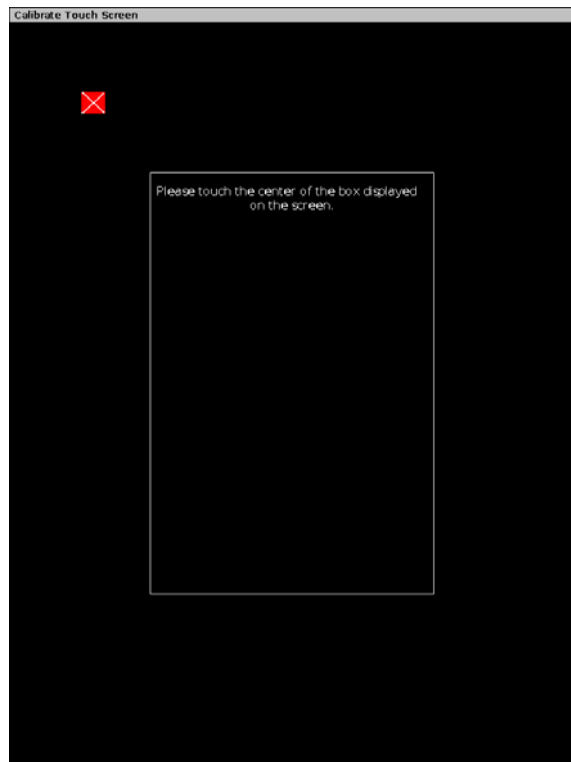 Calibrate Touch Screen
Please touch the center of the box displayed
on the screen.